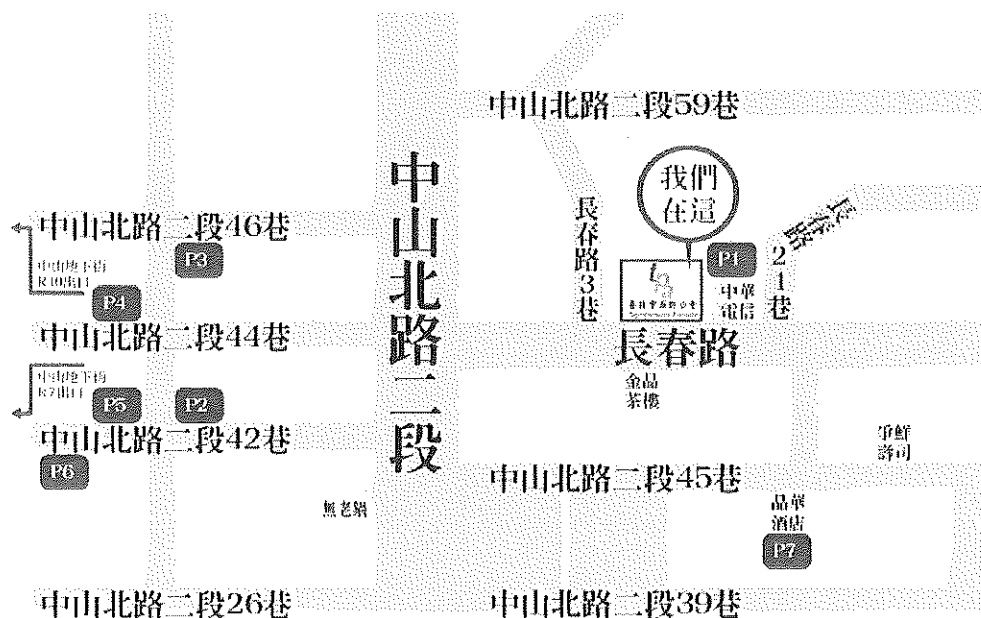 中山北路二段59巷
我們
在這
中山北路二段
長春路3巷
長春路
21巷
中山北路二段46巷
P3
P1
中華
電信
中山地下街
R10出口
P4
中山北路二段44巷
長春路
金品
茶樓
中山地下街
R7出口
P5
P2
中山北路二段42巷
P6
爭鮮
壽司
中山北路二段45巷
無老鍋
品華
酒店
P7
中山北路二段26巷
中山北路二段39巷